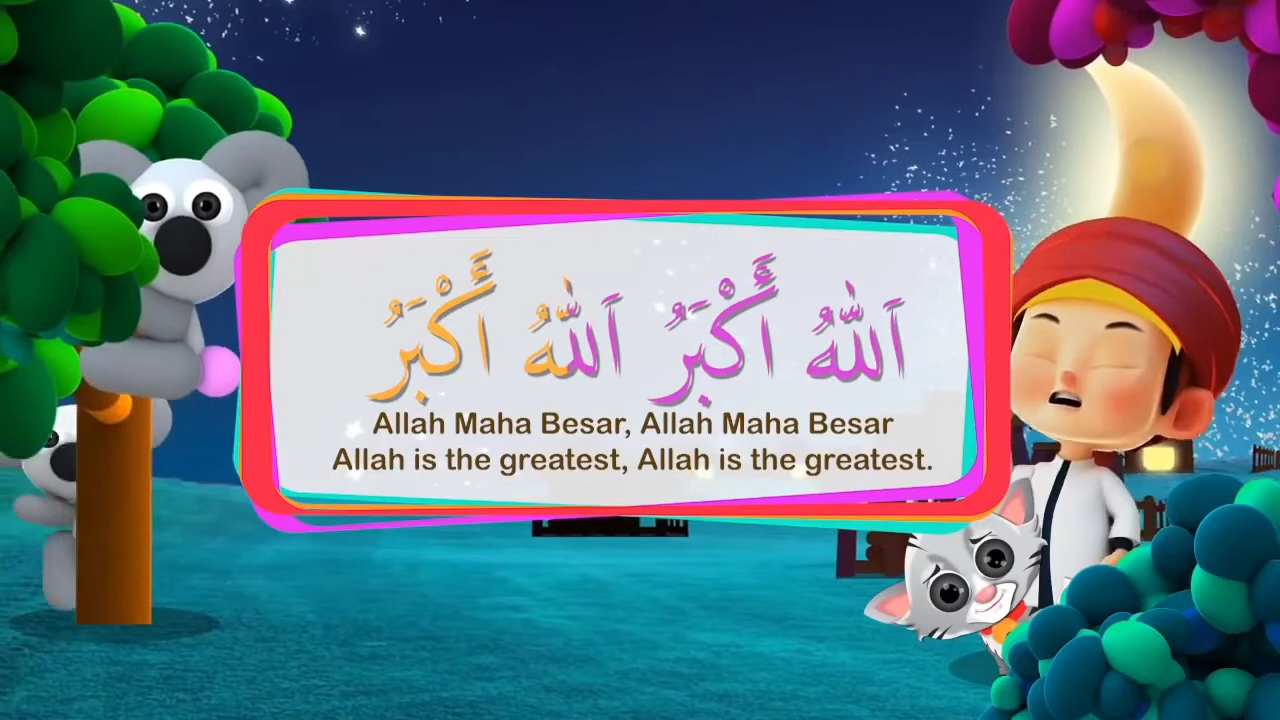 اَللّٰهُ أَكْبَرُ اَللّٰهُ أَكْبَرُ
Allah Maha Besar, Allah Maha Besar
Allah is the greatest, Allah is the greatest.